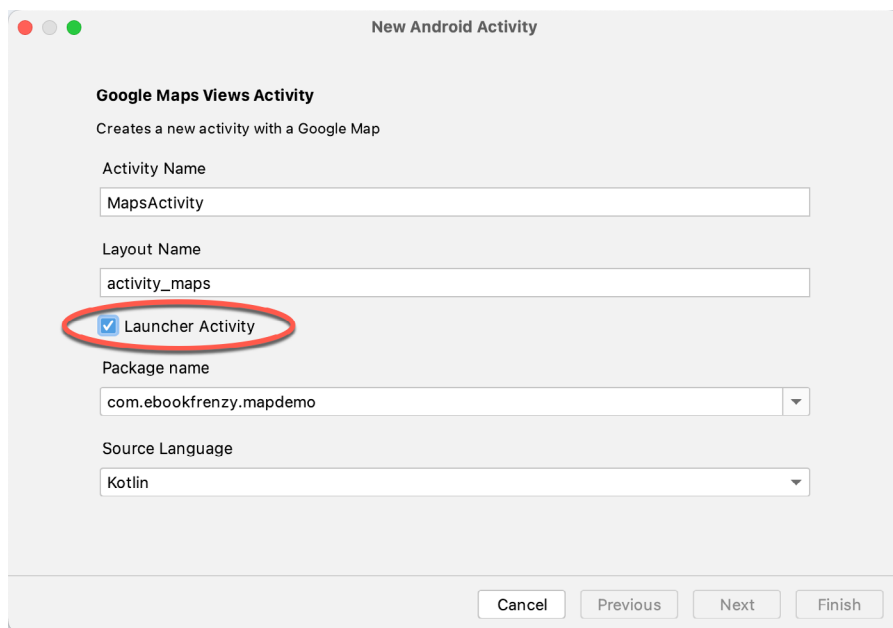 New Android Activity
Google Maps Views Activity
Creates a new activity with a Google Map
Activity Name
MapsActivity
Layout Name
activity_maps
Launcher Activity
Package name
com.ebookfrenzy.mapdemo
Source Language
Kotlin
Cancel Previous Next Finish